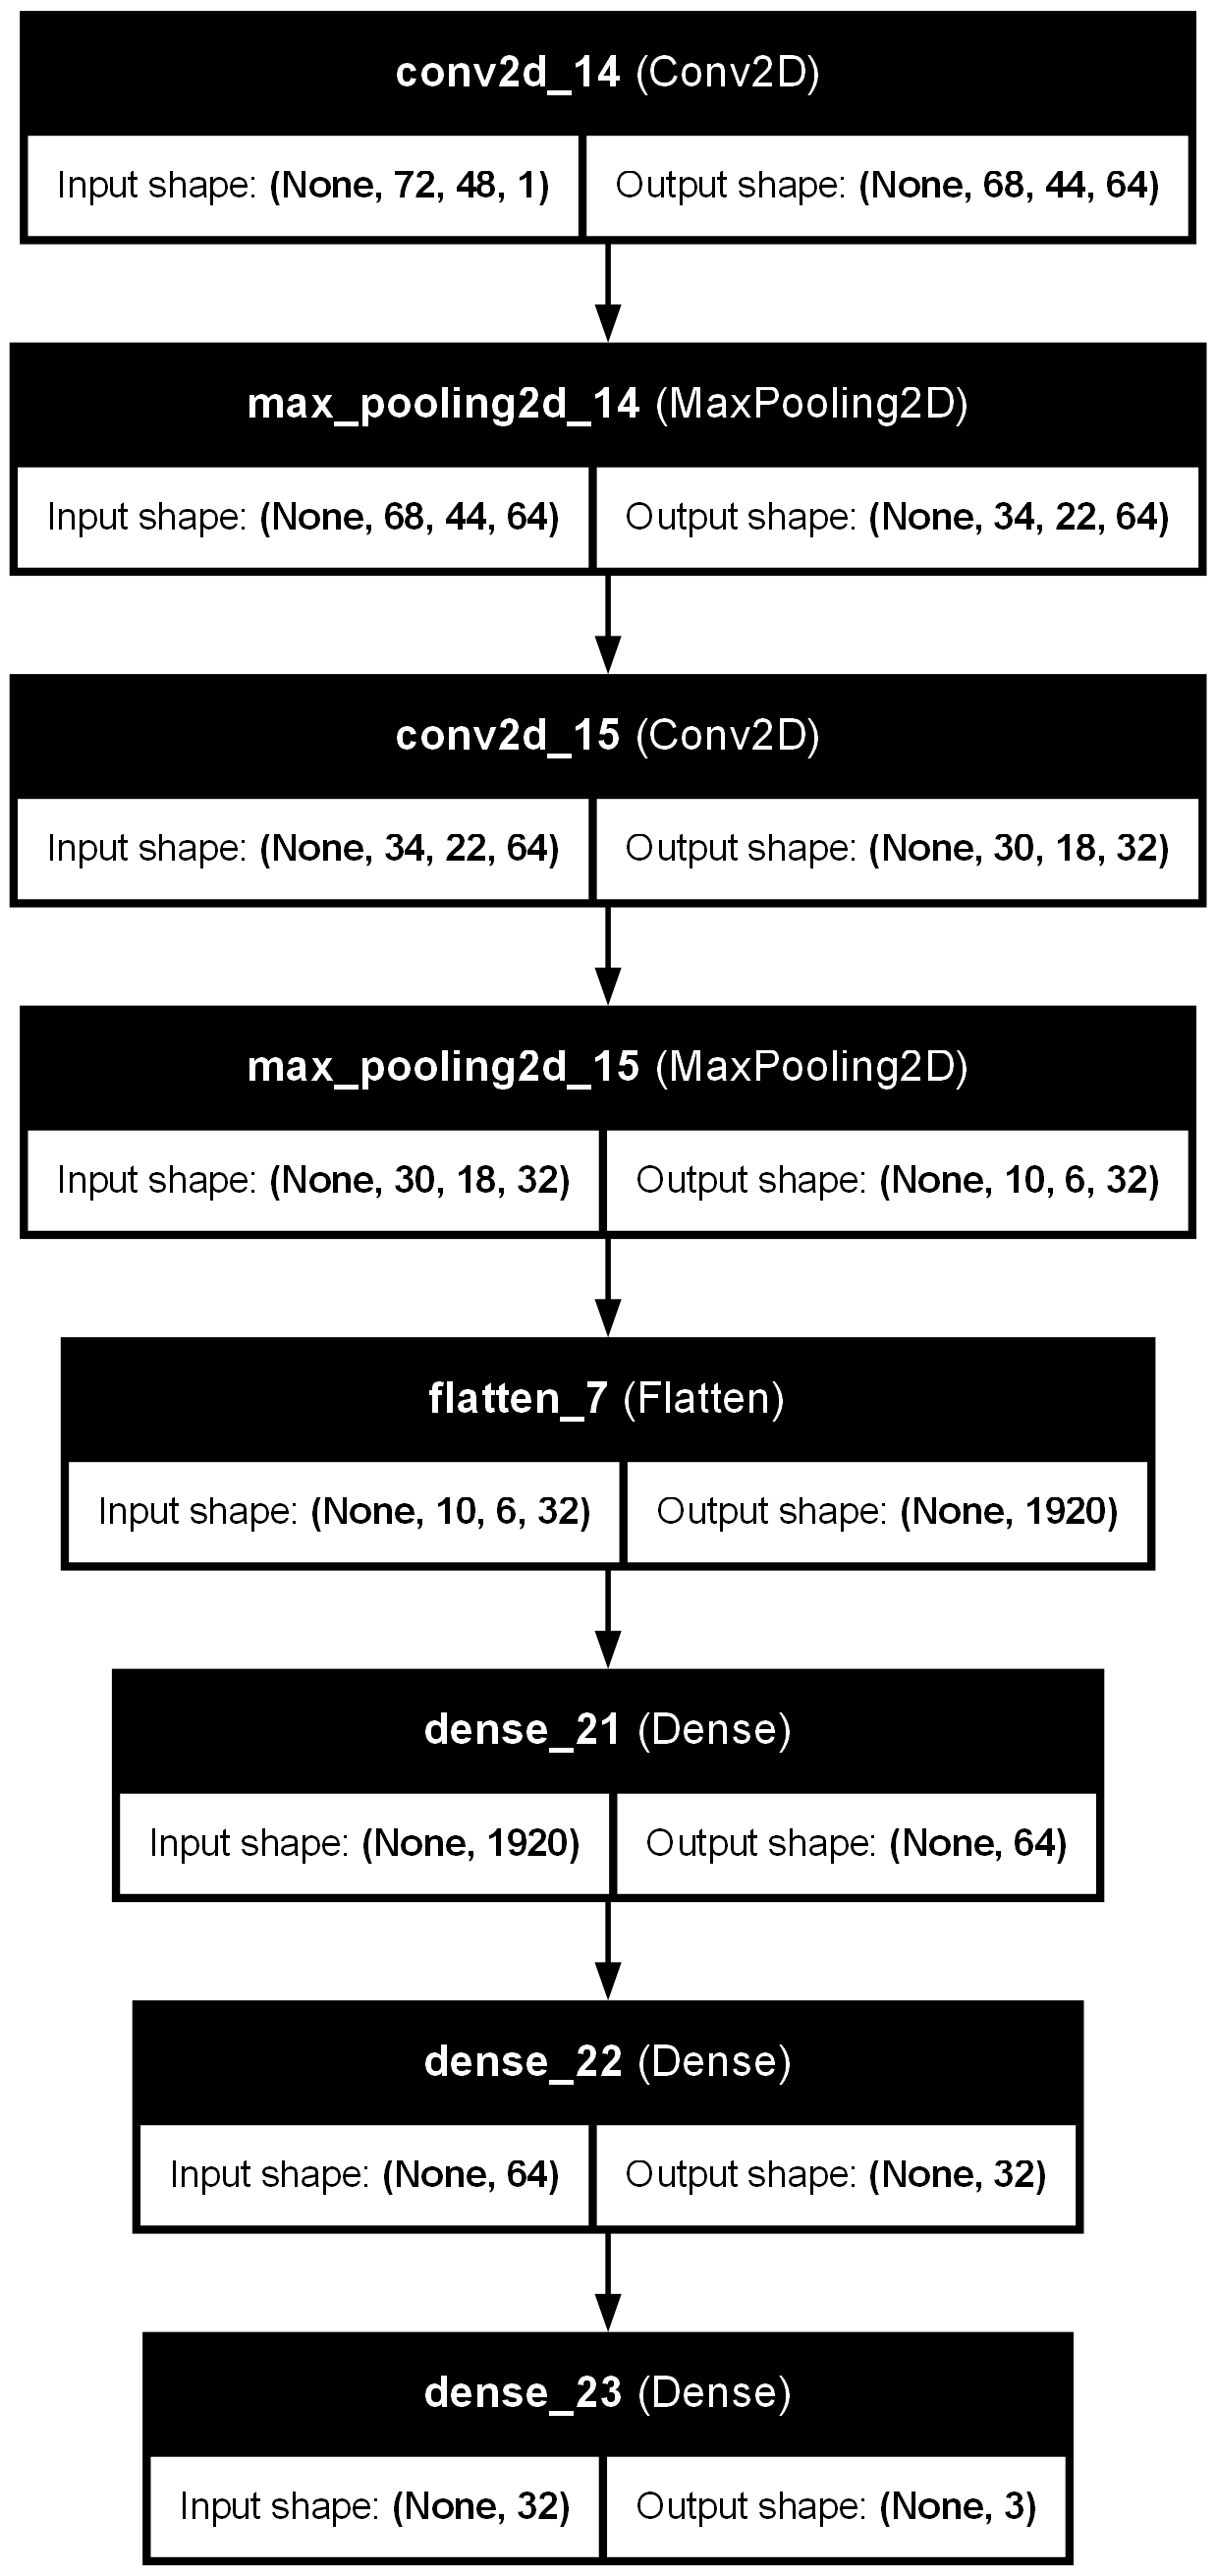 conv2d_14 (Conv2D)
Input shape: (None, 72, 48, 1) Output shape: (None, 68, 44, 64)
max_pooling2d_14 (MaxPooling2D)
Input shape: (None, 68, 44, 64) Output shape: (None, 34, 22, 64)
conv2d_15 (Conv2D)
Input shape: (None, 34, 22, 64) Output shape: (None, 30, 18, 32)
max_pooling2d_15 (MaxPooling2D)
Input shape: (None, 30, 18, 32) Output shape: (None, 10, 6, 32)
flatten_7 (Flatten)
Input shape: (None, 10, 6, 32) Output shape: (None, 1920)
dense_21 (Dense)
Input shape: (None, 1920) Output shape: (None, 64)
dense_22 (Dense)
Input shape: (None, 64) Output shape: (None, 32)
dense_23 (Dense)
Input shape: (None, 32) Output shape: (None, 3)